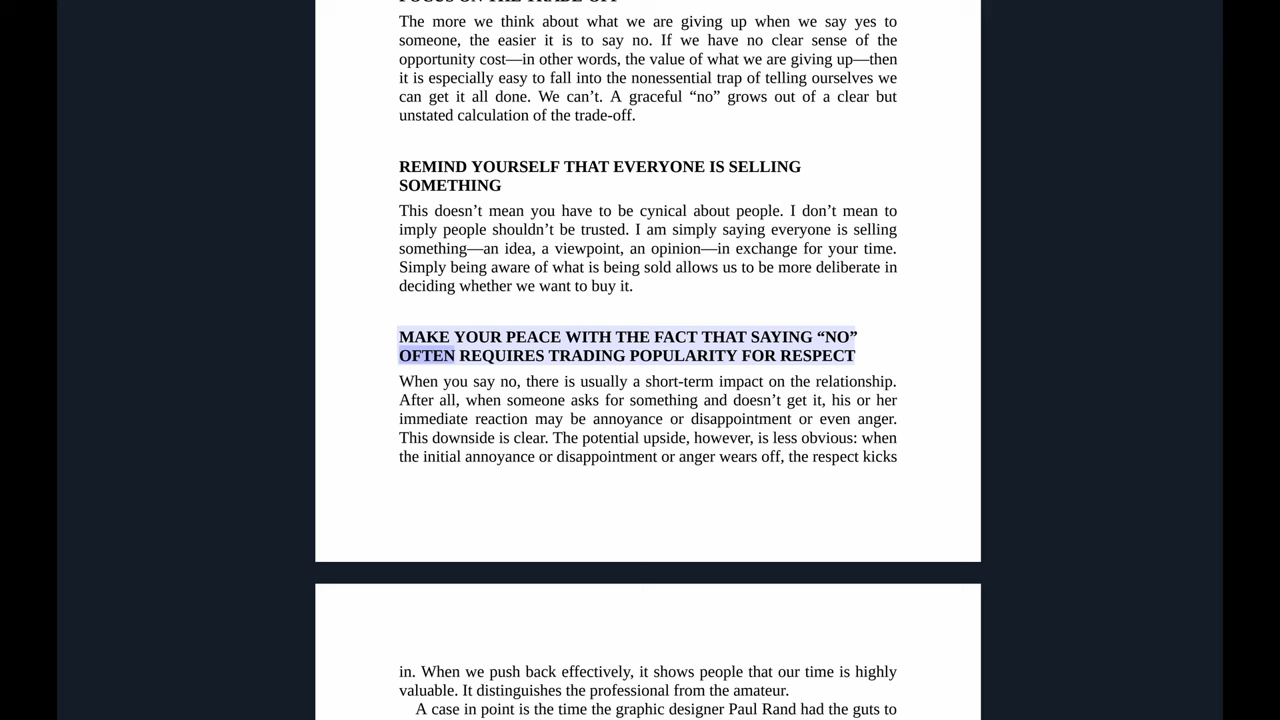 FOCUS ON THE TRADE-OFF
The more we think about what we are giving up when we say yes to
someone, the easier it is to say no. If we have no clear sense of the
opportunity cost—in other words, the value of what we are giving up—then
it is especially easy to fall into the nonessential trap of telling ourselves we
can get it all done. We can’t. A graceful “no” grows out of a clear but
unstated calculation of the trade-off.
REMIND YOURSELF THAT EVERYONE IS SELLING
SOMETHING
This doesn’t mean you have to be cynical about people. I don’t mean to
imply people shouldn’t be trusted. I am simply saying everyone is selling
something—an idea, a viewpoint, an opinion—in exchange for your time.
Simply being aware of what is being sold allows us to be more deliberate in
deciding whether we want to buy it.
MAKE YOUR PEACE WITH THE FACT THAT SAYING “NO”
OFTEN REQUIRES TRADING POPULARITY FOR RESPECT
When you say no, there is usually a short-term impact on the relationship.
After all, when someone asks for something and doesn’t get it, his or her
immediate reaction may be annoyance or disappointment or even anger.
This downside is clear. The potential upside, however, is less obvious: when
the initial annoyance or disappointment or anger wears off, the respect kicks
in. When we push back effectively, it shows people that our time is highly
valuable. It distinguishes the professional from the amateur.
A case in point is the time the graphic designer Paul Rand had the guts to